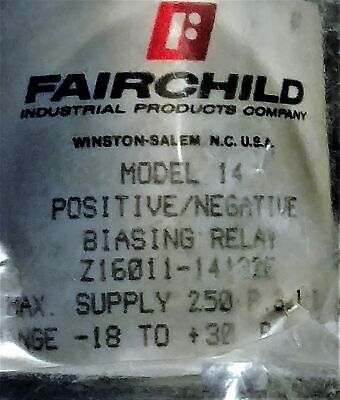 FAIRCHILD
INDUSTRIAL PRODUCTS COMPANY
WINSTON-SALEM N.C. U.S.A.
MODEL 14
POSITIVE/NEGATIVE
BIASING RELAY
MAX. SUPPLY 250 P.S.I.
-18 TO +30